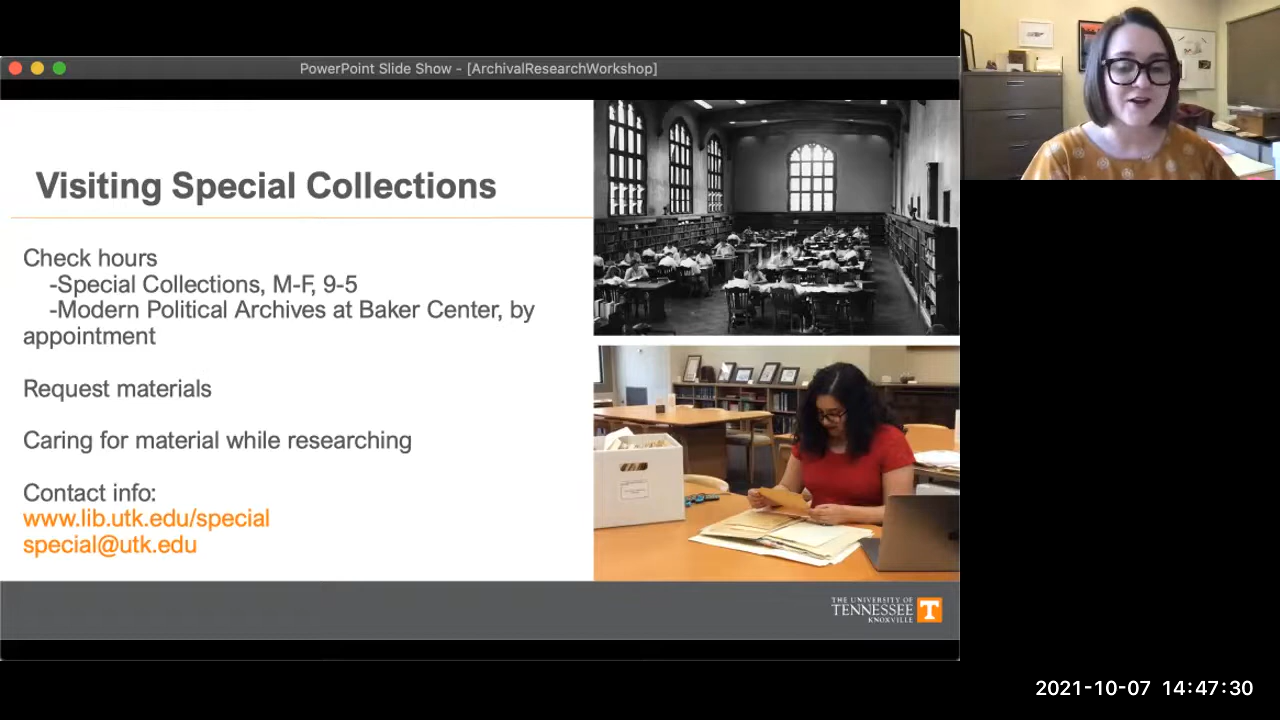 PowerPoint Slide Show - [ArchivalResearchWorkshop]
Visiting Special Collections
Check hours
-Special Collections, M-F, 9-5
-Modern Political Archives at Baker Center, by
appointment
Request materials
Caring for material while researching
Contact info:
www.lib.utk.edu/special
special@utk.edu
THE UNIVERSITY OF
TENNESSEE
KNOXVILLE
T
2021-10-07 14:47:30